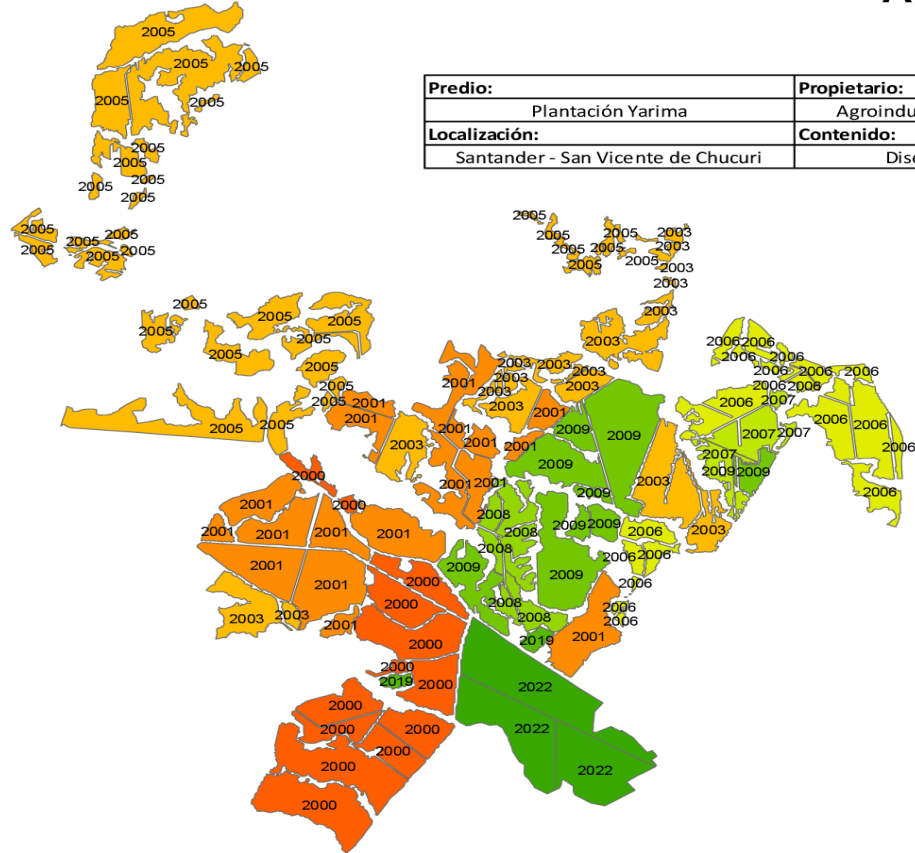 A
Predio: Propietario:
Plantación Yarima Agroindu
Localización: Contenido:
Santander - San Vicente de Chucuri Dise
2005
2005 2005
2005 2005
2005
2005
2005 2005
2005
2005 2005
2005 2005 2003
2005 2005 2005 2003
2005 2005 2005 2005 2005 2005
2005 2003
2013
2005 2003
2005 2005
2005 2005 2003 2006 2006
2005 2006 2006
2005 2003 2003 2003 2006 2006 2006
2001 2003
2005 2003 2003 2006 2006
2005 2001 2003 2006 2007
2001 2001 2006 2006
2005 2005 2001 2009 2009 2007 2007
2003 2001 2001 2006
2007
2009 2009 2009
2000 2001 2001 2003 2006
2009
2001 2000 2008
2001 2001 2001 2001 2008 2009 2009 2006 2003
2008 2006 2006
2001 2009 2009
2001 2000 2006
2000 2008 2006
2003 2003 2001 2008 2006
2000 2019 2001
2000
2019 2000 2022
2000
2000 2000 2022
2000
2000 2022
2000